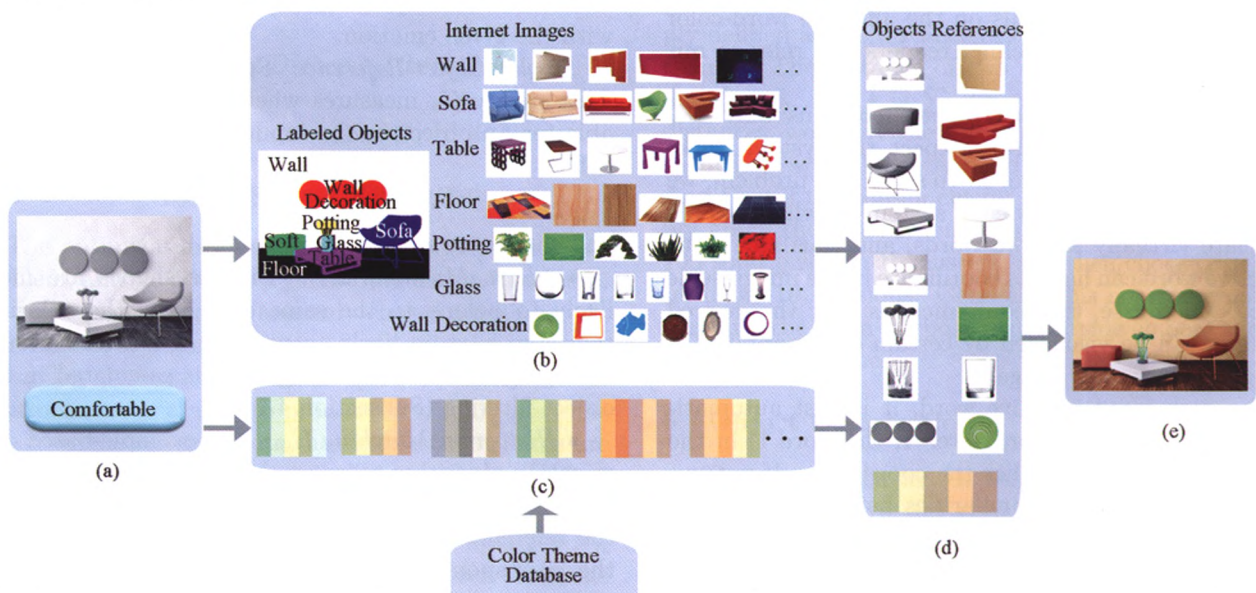 Comfortable
(a)
Internet Images
Wall
Sofa
Table
Floor
Potting
Glass
Wall Decoration
Labeled Objects
Wall
Wall
Decoration
Potting
Sofa
Soft
Glass
Table
Floor
(b)
(c)
Color Theme
Database
Objects References
(d)
(e)